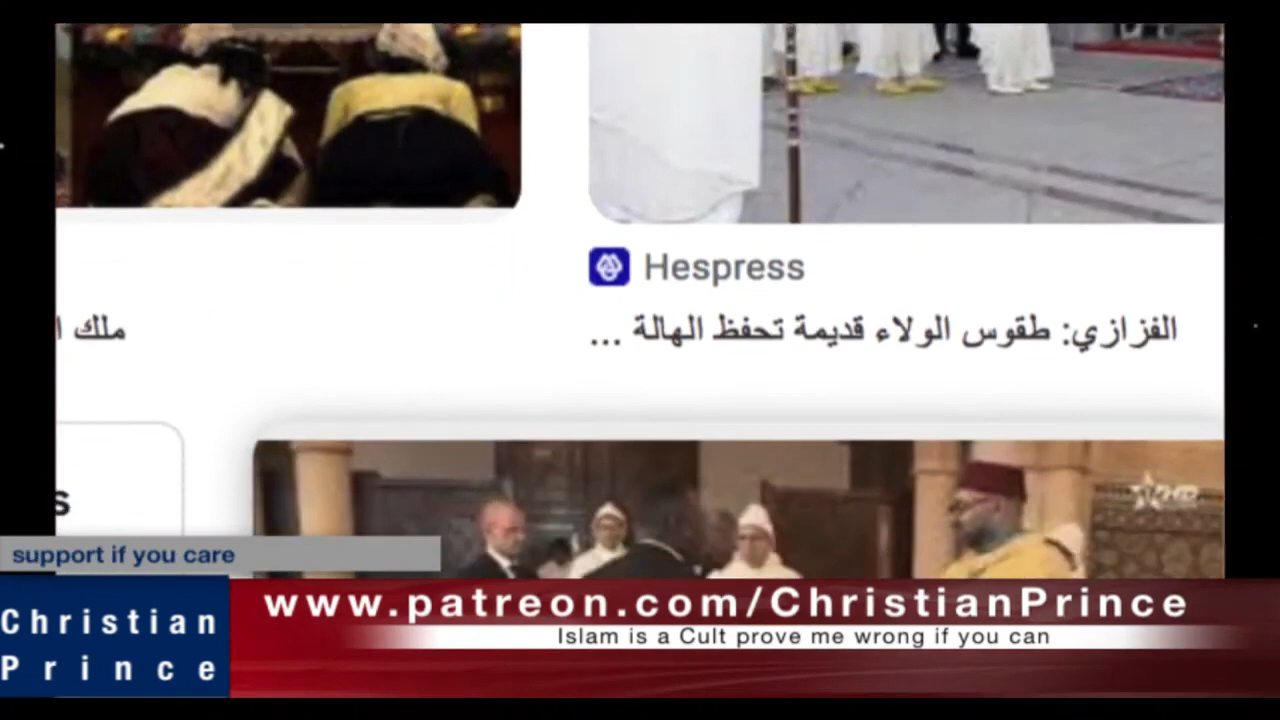 Hespress
الفزازي: طقوس الولاء قديمة تحفظ الهالة ...
ملك ا
s
support if you care
Christian
Prince
www.patreon.com/ChristianPrince
Islam is a Cult prove me wrong if you can